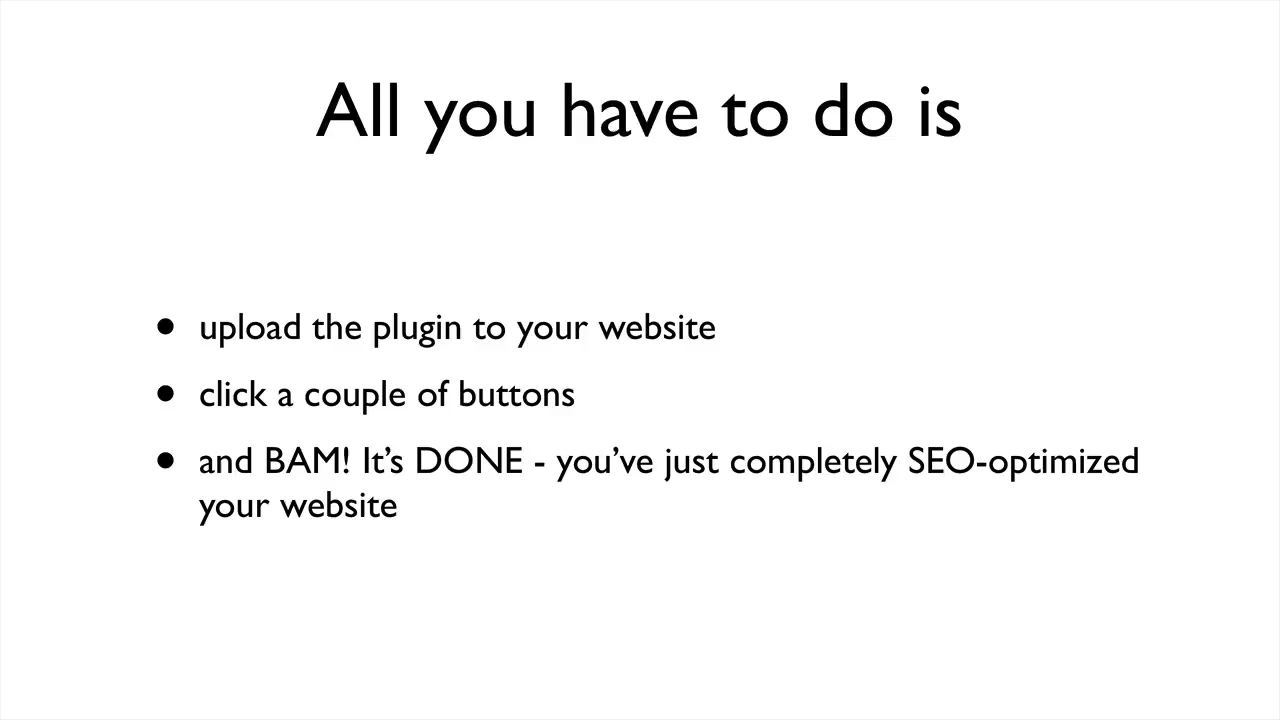 All you have to do is
• upload the plugin to your website
• click a couple of buttons
• and BAM! It’s DONE - you’ve just completely SEO-optimized
your website